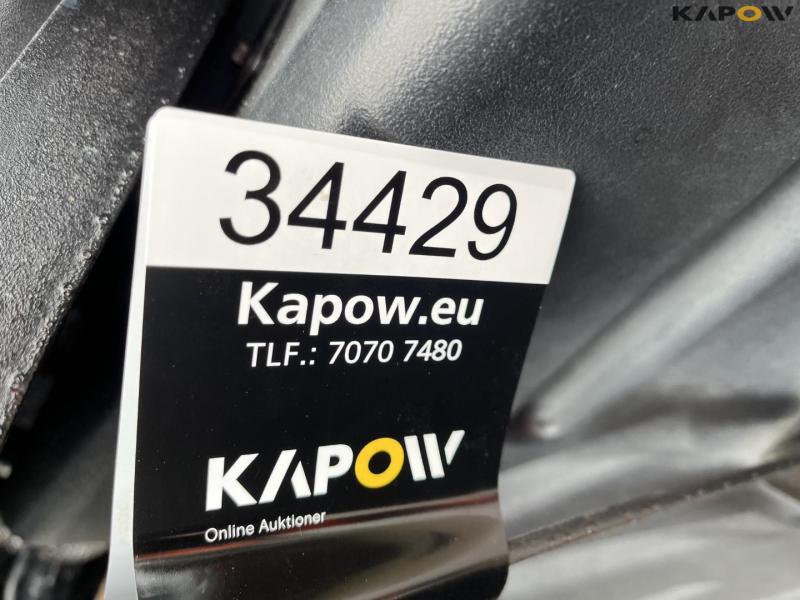 KAPOW
34429
Kapow.eu
TLF.: 7070 7480
KAPOW
Online Auktioner